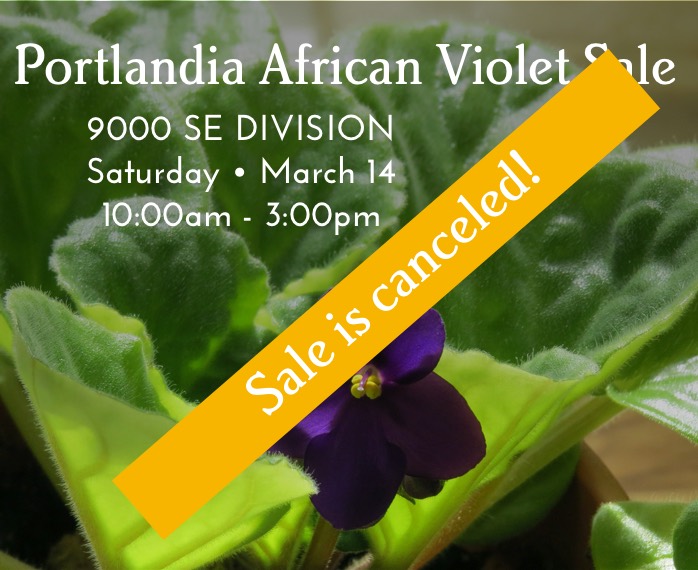 Portlandia African Violet Sale
9000 SE DIVISION
Saturday • March 14
10:00am - 3:00pm
Sale is canceled!